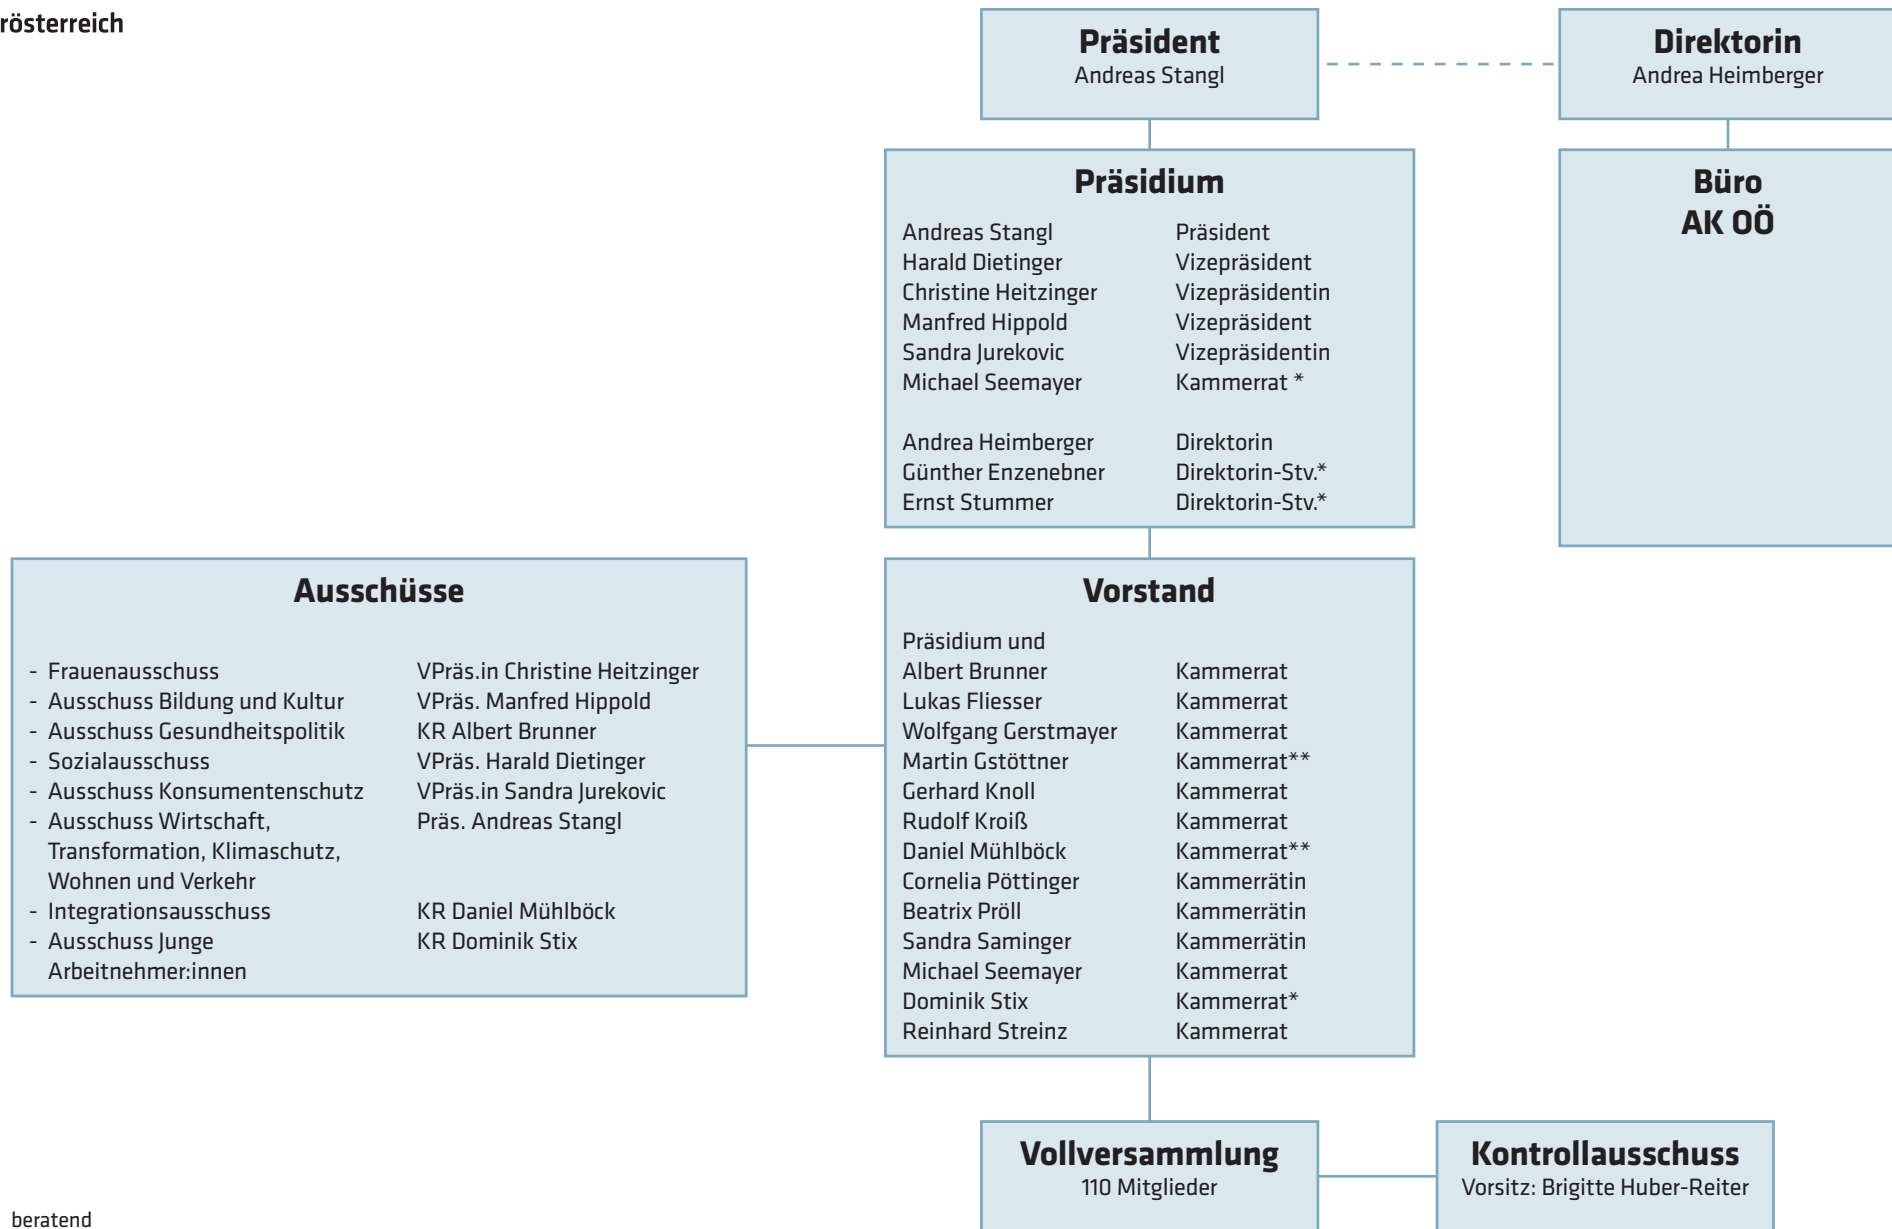 rösterreich
Präsident
Andreas Stangl
Direktorin
Andrea Heimberger
Präsidium
Andreas Stangl Präsident
Harald Dietinger Vizepräsident
Christine Heitzinger Vizepräsidentin
Manfred Hippold Vizepräsident
Sandra Jurekovic Vizepräsidentin
Michael Seemayer Kammerrat *
Andrea Heimberger Direktorin
Günther Enzenebner Direktorin-Stv.*
Ernst Stummer Direktorin-Stv.*
Büro
AK OÖ
Ausschüsse
- Frauenausschuss VPräs.in Christine Heitzinger
- Ausschuss Bildung und Kultur VPräs. Manfred Hippold
- Ausschuss Gesundheitspolitik KR Albert Brunner
- Sozialausschuss VPräs. Harald Dietinger
- Ausschuss Konsumentenschutz VPräs.in Sandra Jurekovic
- Ausschuss Wirtschaft, Präs. Andreas Stangl
Transformation, Klimaschutz,
Wohnen und Verkehr
- Integrationsausschuss KR Daniel Mühlböck
- Ausschuss Junge KR Dominik Stix
Arbeitnehmer:innen
Vorstand
Präsidium und
Albert Brunner Kammerrat
Lukas Fliesser Kammerrat
Wolfgang Gerstmayer Kammerrat
Martin Gstöttner Kammerrat**
Gerhard Knoll Kammerrat
Rudolf Kroiß Kammerrat
Daniel Mühlböck Kammerrat**
Cornelia Pöttinger Kammerrätin
Beatrix Pröll Kammerrätin
Sandra Saminger Kammerrätin
Michael Seemayer Kammerrat
Dominik Stix Kammerrat*
Reinhard Streinz Kammerrat
Vollversammlung
110 Mitglieder
Kontrollausschuss
Vorsitz: Brigitte Huber-Reiter
beratend